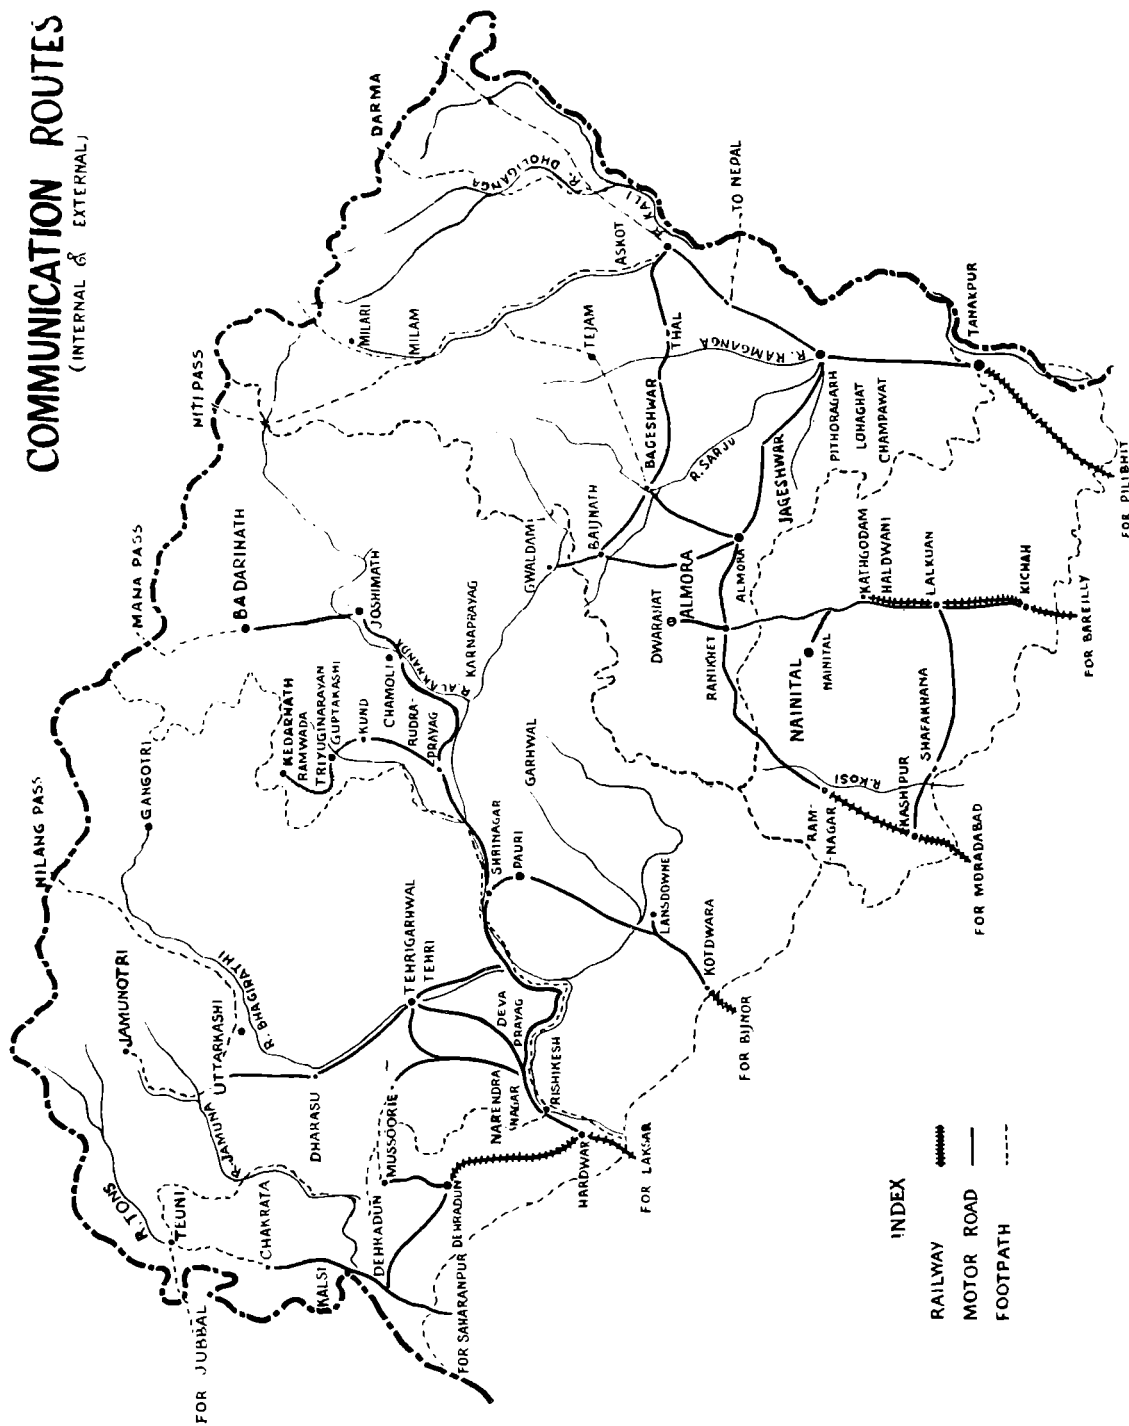 COMMUNICATION ROUTES
(INTERNAL & EXTERNAL)
NILANG PASS
MANA PASS
NITI PASS
DARMA
GANGOTRI
JAMUNOTRI
BADARINATH
MILARI
MILAM
R. DHOLIGANGA
R. KALI
ASKOT
TO NEPAL
TEJAM
THAL
R. RAMGANGA
BAGESHWAR
R. SARJU
JAGESHWAR
PITHORAGARH
LOHAGHAT
CHAMPAWAT
TANAKPUR
FOR PILIBHIT
BAIJNATH
GWALDAM
JOSHIMATH
KARNAPRAYAG
R. ALAKNANDA
CHAMOLI
KEDARNATH
RAMWADA
TRIYUGINARAYAN
GUPTAKASHI
KUND
RUDRA-
PRAYAG
DWARAHAT
ALMORA
ALMORA
RANIKHET
NAINITAL
NAINITAL
KATHGODAM
HALDWANI
LALKUAN
KICHAH
FOR BAREILLY
SHAFAKHANA
KASHIPUR
R. KOSI
RAM-
NAGAR
FOR MORADABAD
GARHWAL
SHRINAGAR
PAURI
LANSDOWNE
KOTDWARA
FOR BIJNOR
TEHRIGARHWAL
TEHRI
DEVA
PRAYAG
R. BHAGIRATHI
UTTARKASHI
DHARASU
R. JAMUNA
MUSSOORIE
NARENDRA
NAGAR
RISHIKESH
HARDWAR
FOR LAKSAR
DEHRADUN
DEHRADUN
R. TONS
TEUNI
CHAKRATA
KALSI
FOR JUBBAL
FOR SAHARANPUR
INDEX
RAILWAY
MOTOR ROAD
FOOTPATH